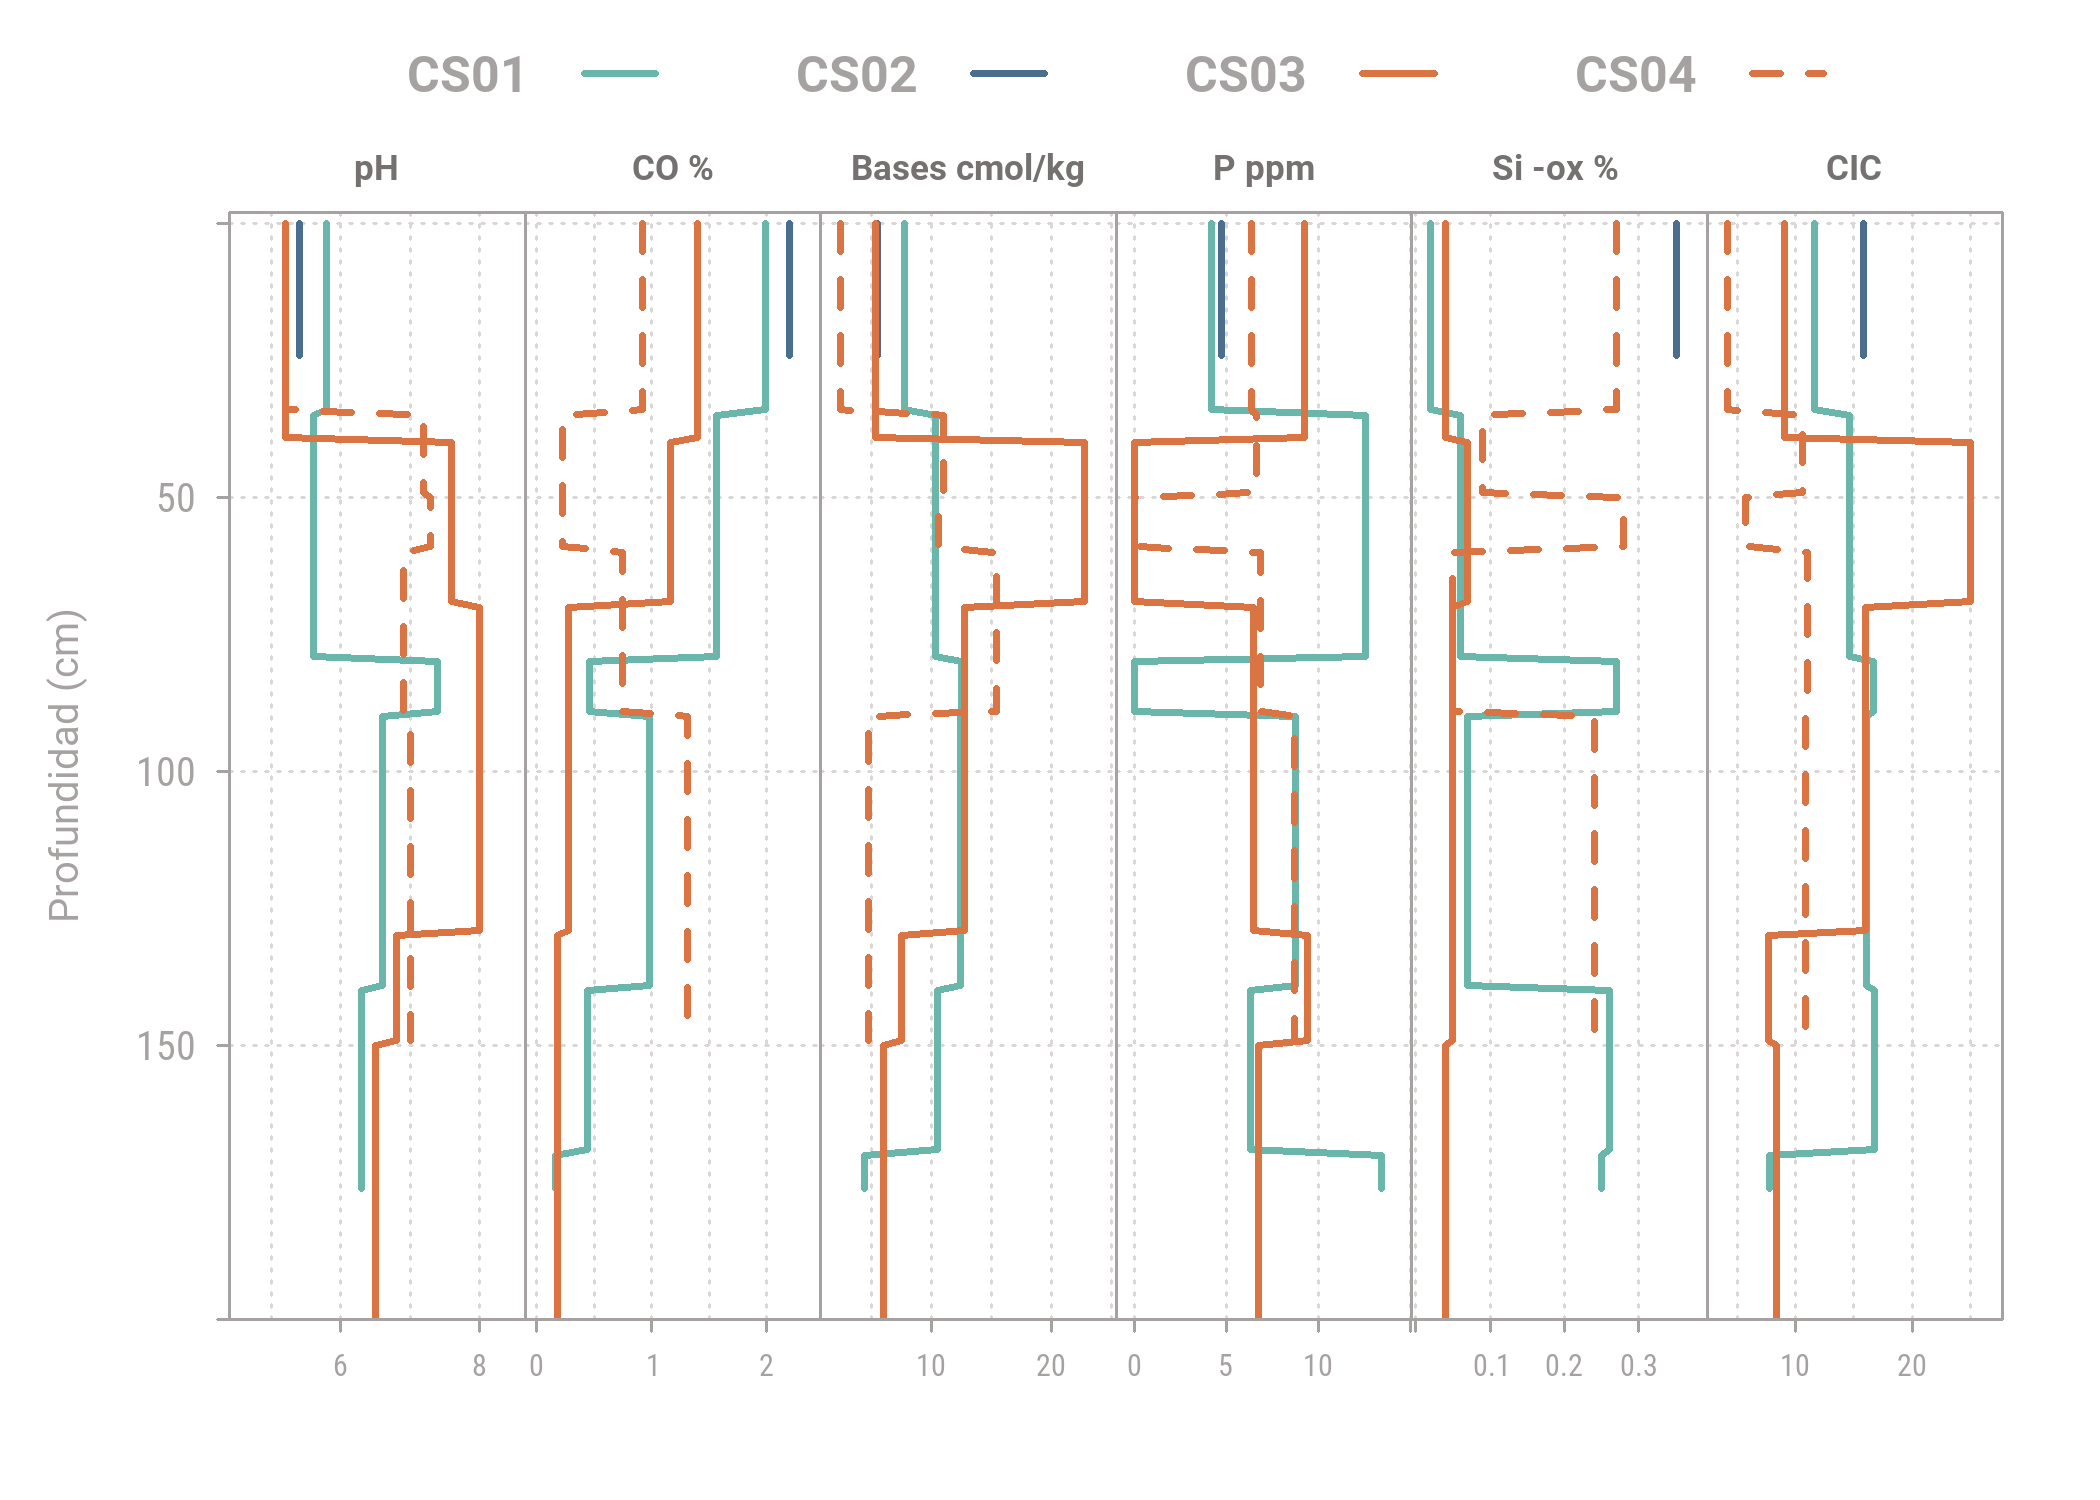 CS01 CS02 CS03 CS04
pH CO % Bases cmol/kg P ppm Si -ox % CIC
Profundidad (cm)
50
100
150
6 8 0 1 2 10 20 0 5 10 0.1 0.2 0.3 10 20